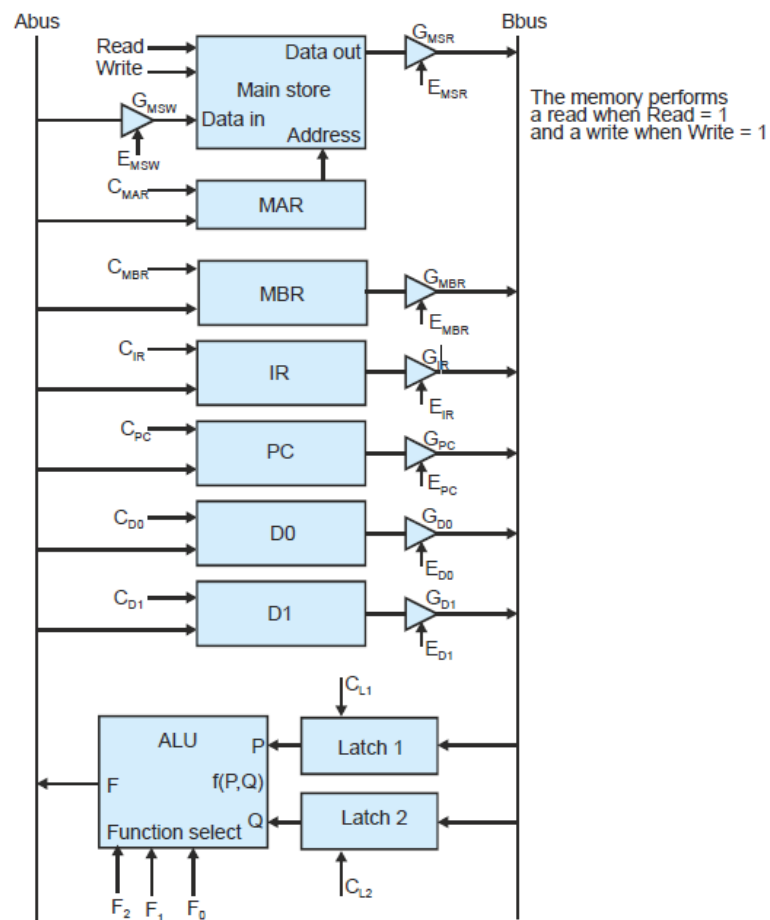 Abus
Bbus
Read
Write
Data out
Main store
Data in
Address
G_MSR
E_MSR
G_MSW
E_MSW
The memory performs
a read when Read = 1
and a write when Write = 1
C_MAR
MAR
C_MBR
MBR
G_MBR
E_MBR
C_IR
IR
G_IR
E_IR
C_PC
PC
G_PC
E_PC
C_D0
D0
G_D0
E_D0
C_D1
D1
G_D1
E_D1
C_L1
ALU
P
Latch 1
F
f(P,Q)
Q
Latch 2
Function select
F_2
F_1
F_0
C_L2